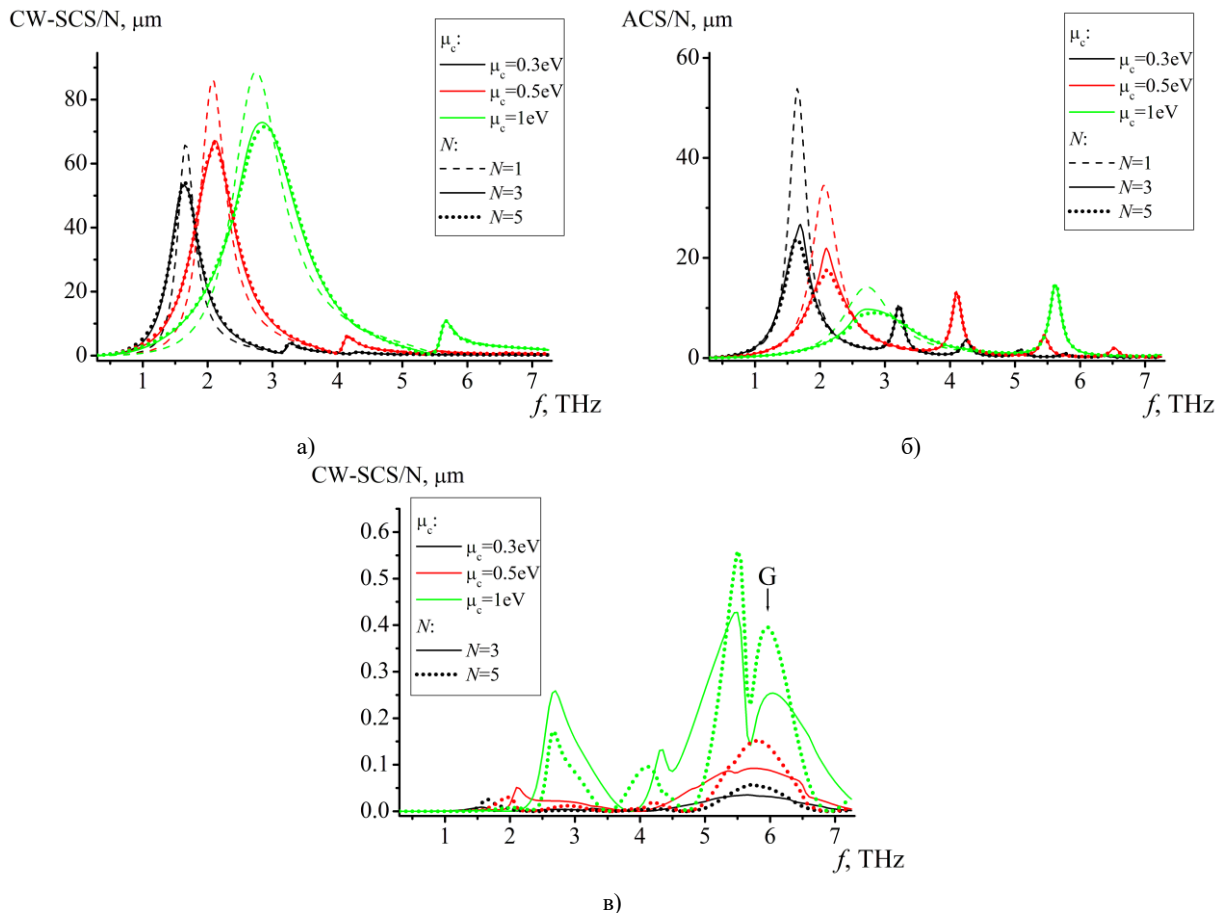 CW-SCS/N, μm
μc:
μc=0.3eV
μc=0.5eV
μc=1eV
N:
N=1
N=3
N=5
80
60
40
20
0
1 2 3 4 5 6 7
f, THz
а)
ACS/N, μm
μc:
μc=0.3eV
μc=0.5eV
μc=1eV
N:
N=1
N=3
N=5
60
40
20
0
1 2 3 4 5 6 7
f, THz
б)
CW-SCS/N, μm
μc:
μc=0.3eV
μc=0.5eV
μc=1eV
N:
N=3
N=5
G
0.6
0.5
0.4
0.3
0.2
0.1
0.0
1 2 3 4 5 6 7
f, THz
в)